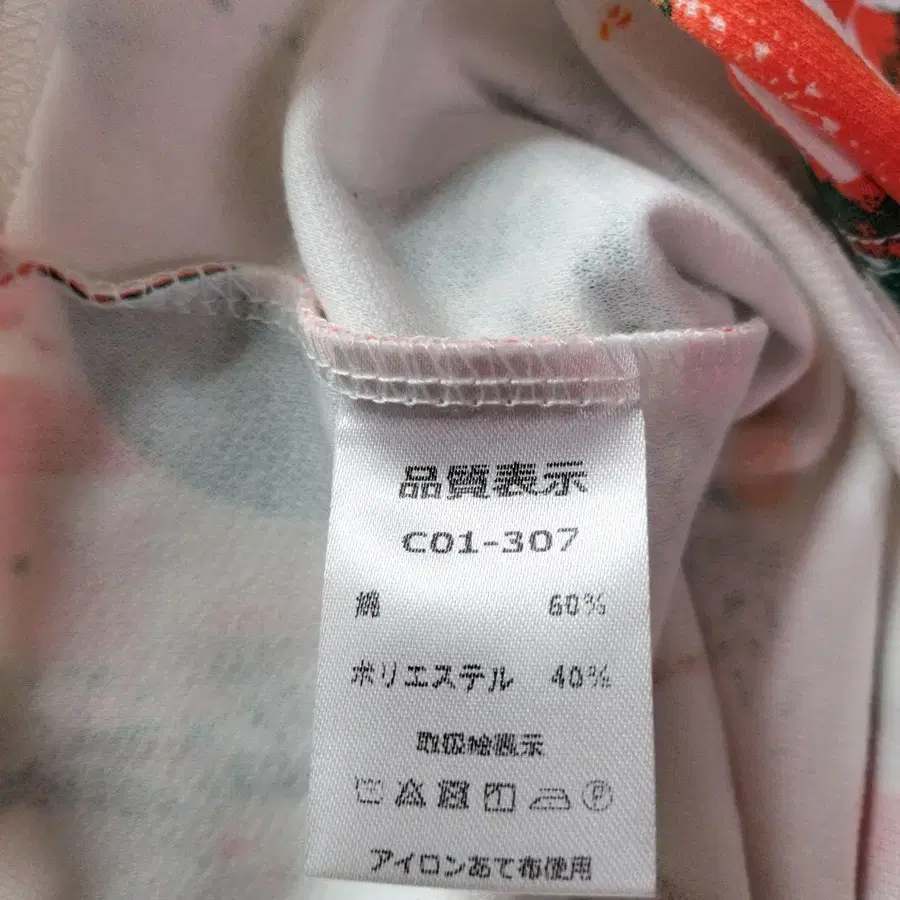 品質表示
C01-307
綿 60%
ポリエステル 40%
取扱絵表示
アイロンあて布使用